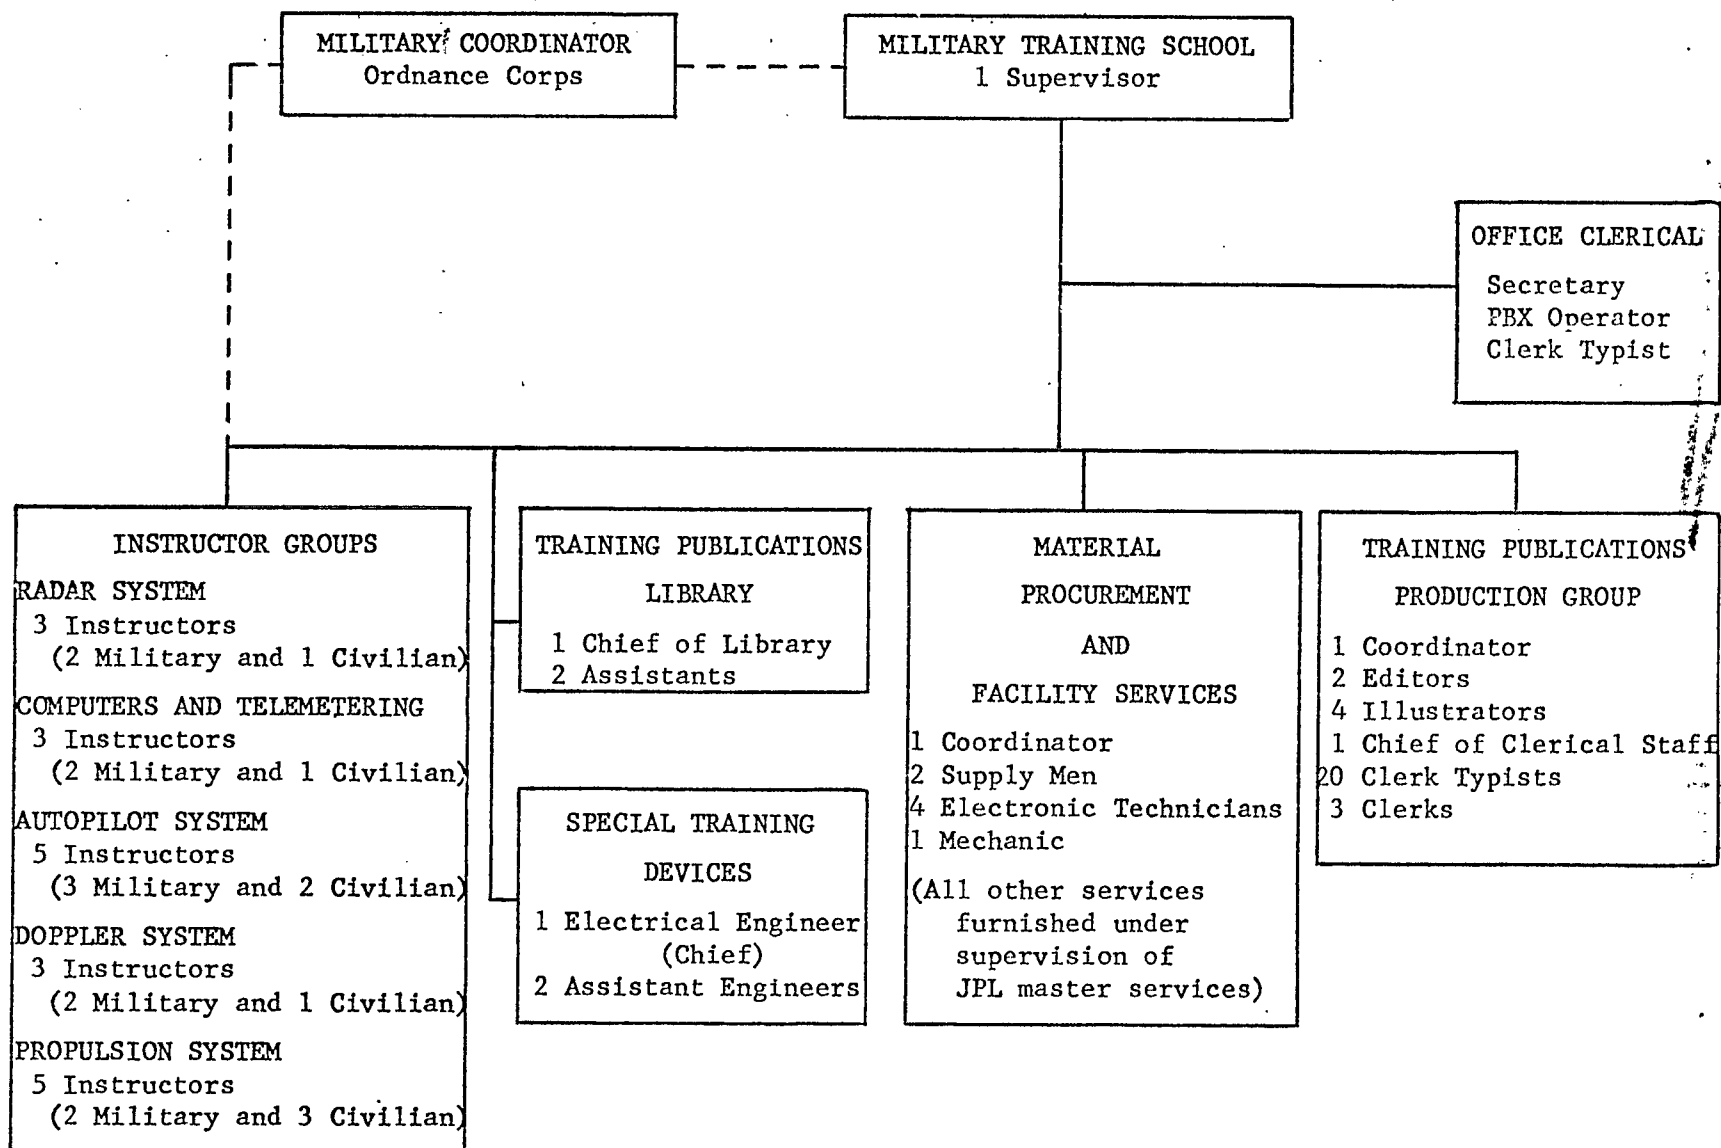 MILITARY COORDINATOR
Ordnance Corps
MILITARY TRAINING SCHOOL
1 Supervisor
OFFICE CLERICAL
Secretary
PBX Operator
Clerk Typist
INSTRUCTOR GROUPS
RADAR SYSTEM
3 Instructors
(2 Military and 1 Civilian)
COMPUTERS AND TELEMETERING
3 Instructors
(2 Military and 1 Civilian)
AUTOPILOT SYSTEM
5 Instructors
(3 Military and 2 Civilian)
DOPPLER SYSTEM
3 Instructors
(2 Military and 1 Civilian)
PROPULSION SYSTEM
5 Instructors
(2 Military and 3 Civilian)
TRAINING PUBLICATIONS
LIBRARY
1 Chief of Library
2 Assistants
SPECIAL TRAINING
DEVICES
1 Electrical Engineer
(Chief)
2 Assistant Engineers
MATERIAL
PROCUREMENT
AND
FACILITY SERVICES
1 Coordinator
2 Supply Men
4 Electronic Technicians
1 Mechanic
(All other services
furnished under
supervision of
JPL master services)
TRAINING PUBLICATIONS
PRODUCTION GROUP
1 Coordinator
2 Editors
4 Illustrators
1 Chief of Clerical Staff
20 Clerk Typists
3 Clerks